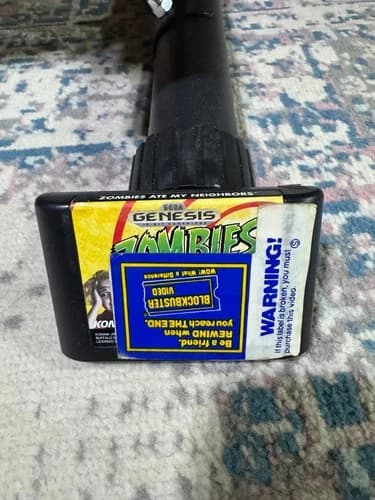 ZOMBIES ATE MY NEIGHBORS
SEGA
GENESIS
ZOMBIES
KON
Be a friend.
REWIND when
you reach THE END.
BLOCKBUSTER
VIDEO
WOW! What a Difference
WARNING!
If this label is broken, you must
purchase this video.